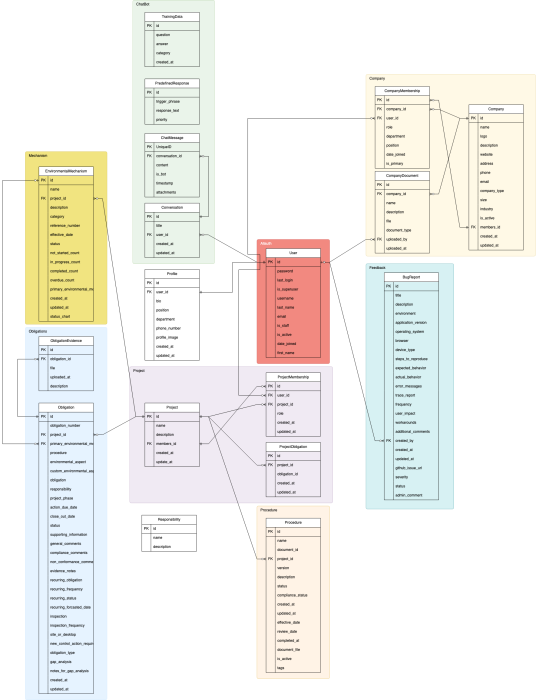 ChatBot
TrainingData
PK id
question
answer
category
created_at
PredefinedResponse
PK id
trigger_phrase
response_text
priority
ChatMessage
PK UniqueID
FK conversation_id
content
is_bot
timestamp
attachments
Conversation
PK id
title
FK user_id
created_at
updated_at
Company
CompanyMembership
PK id
FK company_id
FK user_id
role
department
position
date_joined
is_primary
CompanyDocument
PK id
FK company_id
name
description
file
document_type
FK uploaded_by
uploaded_at
Company
PK id
name
logo
description
website
address
phone
email
company_type
size
industry
is_active
FK members_id
created_at
updated_at
Mechanism
EnvironmentalMechanism
PK id
name
FK project_id
description
category
reference_number
effective_date
status
not_started_count
in_progress_count
completed_count
overdue_count
primary_environmental_m
created_at
updated_at
status_chart
User
PK id
password
last_login
is_superuser
username
last_name
email
is_staff
is_active
date_joined
first_name
Profile
PK id
FK user_id
bio
position
department
phone_number
profile_image
created_at
updated_at
Feedback
BugReport
PK id
title
description
environment
application_version
operating_system
browser
device_type
steps_to_reproduce
expected_behavior
actual_behavior
error_messages
trace_report
frequency
user_impact
workarounds
additional_comments
FK created_by
created_at
updated_at
github_issue_url
severity
status
admin_comment
Obligations
ObligationEvidence
PK id
FK obligation_id
file
uploaded_at
description
Obligation
PK id
obligation_number
FK project_id
FK primary_environmental_m
procedure
environmental_aspect
custom_environmental_as
obligation
responsibility
project_phase
action_due_date
close_out_date
status
supporting_information
general_comments
compliance_comments
non_conformance_comme
evidence_notes
recurring_obligation
recurring_frequency
recurring_status
recurring_forcasted_date
inspection
inspection_frequency
site_or_desktop
new_control_action_requir
obligation_type
gap_analysis
notes_for_gap_analysis
created_at
updated_at
Project
Project
PK id
name
description
FK members_id
created_at
update_at
ProjectMembership
PK id
FK user_id
FK project_id
role
created_at
updated_at
ProjectObligation
PK id
FK project_id
obligation_id
created_at
updated_at
Responsibility
PK id
name
description
Procedure
Procedure
PK id
name
document_id
FK project_id
version
description
status
compliance_status
created_at
updated_at
effective_date
review_date
completed_at
document_file
is_active
tags